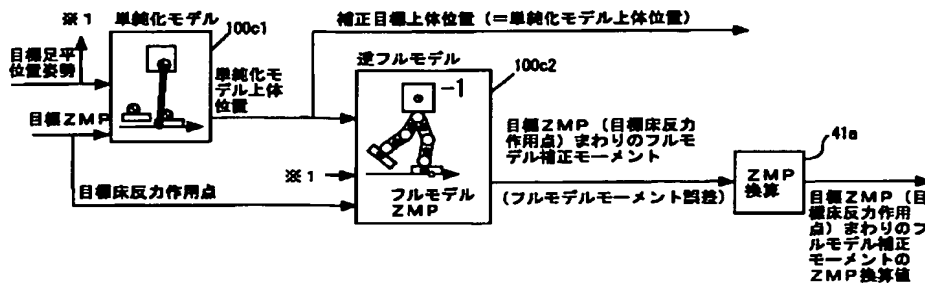 ※1
単純化モデル
100c1
補正目標上体位置(=単純化モデル上体位置)
目標足平
位置姿勢
単純化モ
デル上体
位置
目標ZMP
目標床反力作用点
逆フルモデル
100c2
-1
※1
フルモデル
ZMP
目標ZMP(目標床反力
作用点)まわりのフルモ
デル補正モーメント
(フルモデルモーメント誤差)
41a
ZMP
換算
目標ZMP(目
標床反力作用
点)まわりのフ
ルモデル補正
モーメントの
ZMP換算値